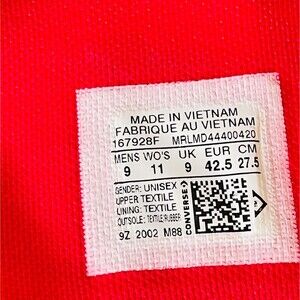 MADE IN VIETNAM
FABRIQUE AU VIETNAM
167928F MRLMD44400420
MENS WO'S UK EUR CM
9 11 9 42.5 27.5
GENDER: UNISEX
UPPER TEXTILE
LINING: TEXTILE
OUTSOLE: TEXTILE/RUBBER
CONVERSE
9Z 2002 M88